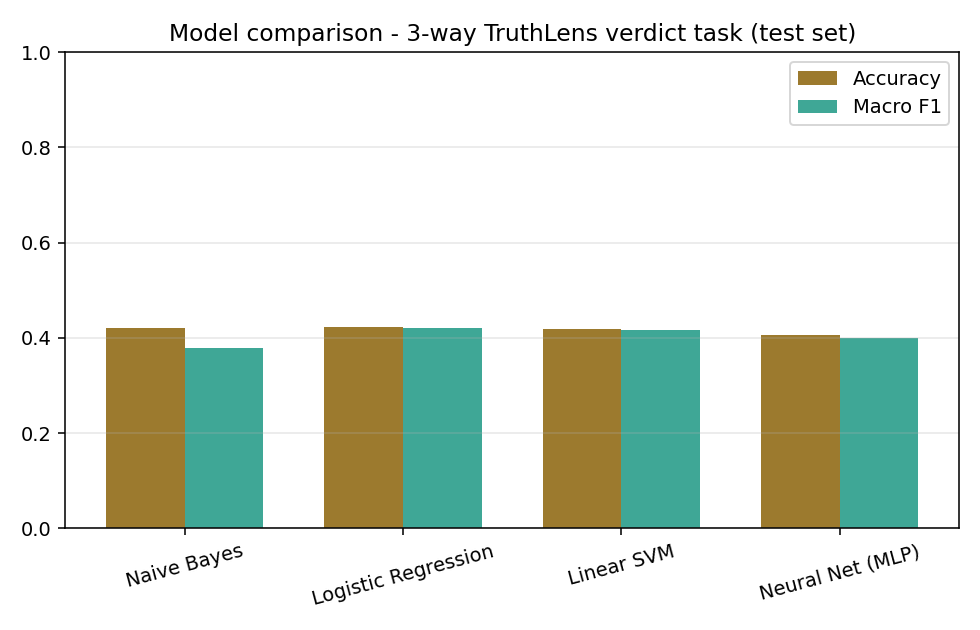 Model comparison - 3-way TruthLens verdict task (test set)
1.0
0.8
0.6
0.4
0.2
0.0
Accuracy
Macro F1
Naive Bayes
Logistic Regression
Linear SVM
Neural Net (MLP)